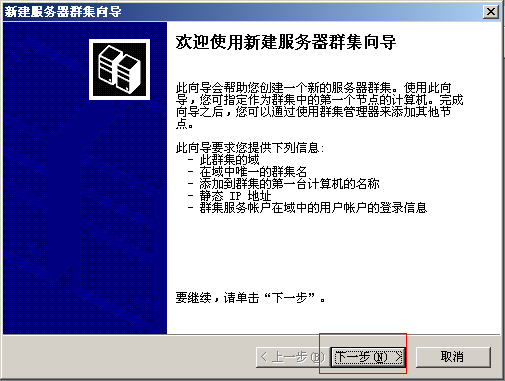 新建服务器群集向导
欢迎使用新建服务器群集向导
此向导会帮助您创建一个新的服务器群集。使用此向
导，您可指定作为群集中的第一个节点的计算机。完成
向导之后，您可以通过使用群集管理器来添加其他节
点。
此向导要求您提供下列信息:
- 此群集的域
- 在域中唯一的群集名
- 添加到群集的第一台计算机的名称
- 静态 IP 地址
- 群集服务帐户在域中的用户帐户的登录信息
要继续，请单击“下一步”。
< 上一步(B) 下一步(N) > 取消